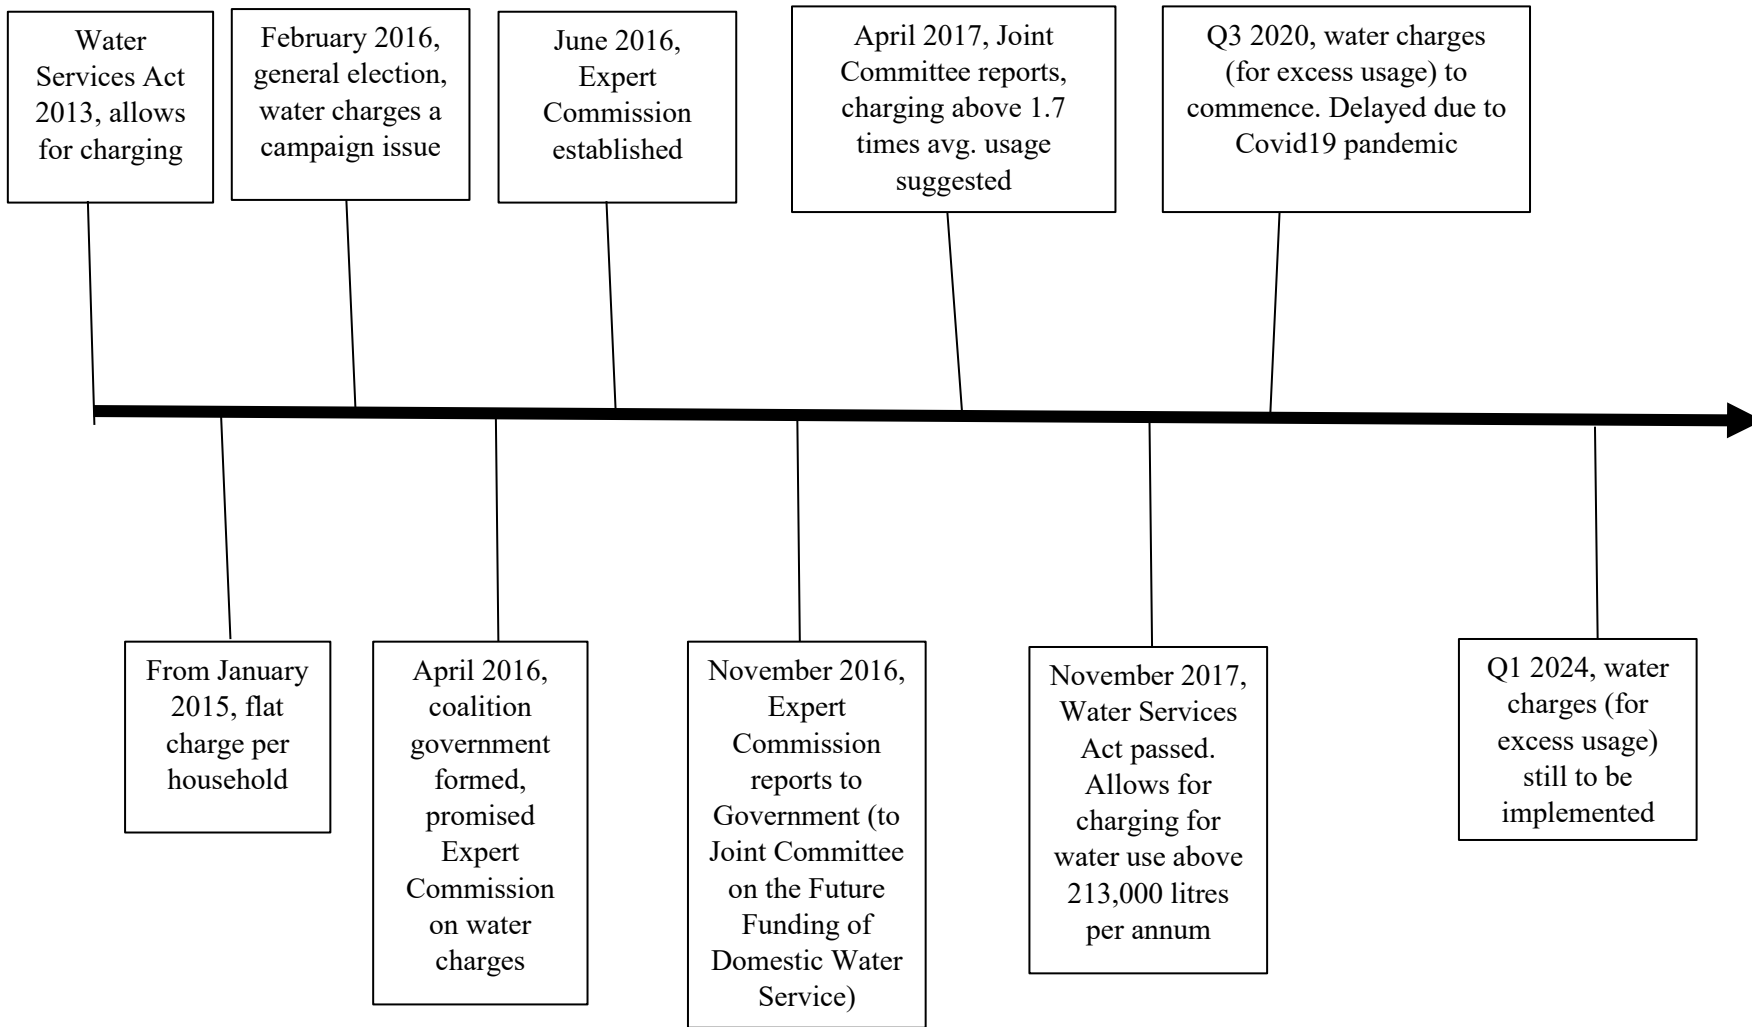 Water
Services Act
2013, allows
for charging
February 2016,
general election,
water charges a
campaign issue
June 2016,
Expert
Commission
established
April 2017, Joint
Committee reports,
charging above 1.7
times avg. usage
suggested
Q3 2020, water charges
(for excess usage) to
commence. Delayed due to
Covid19 pandemic
From January
2015, flat
charge per
household
April 2016,
coalition
government
formed,
promised
Expert
Commission
on water
charges
November 2016,
Expert
Commission
reports to
Government (to
Joint Committee
on the Future
Funding of
Domestic Water
Service)
November 2017,
Water Services
Act passed.
Allows for
charging for
water use above
213,000 litres
per annum
Q1 2024, water
charges (for
excess usage)
still to be
implemented